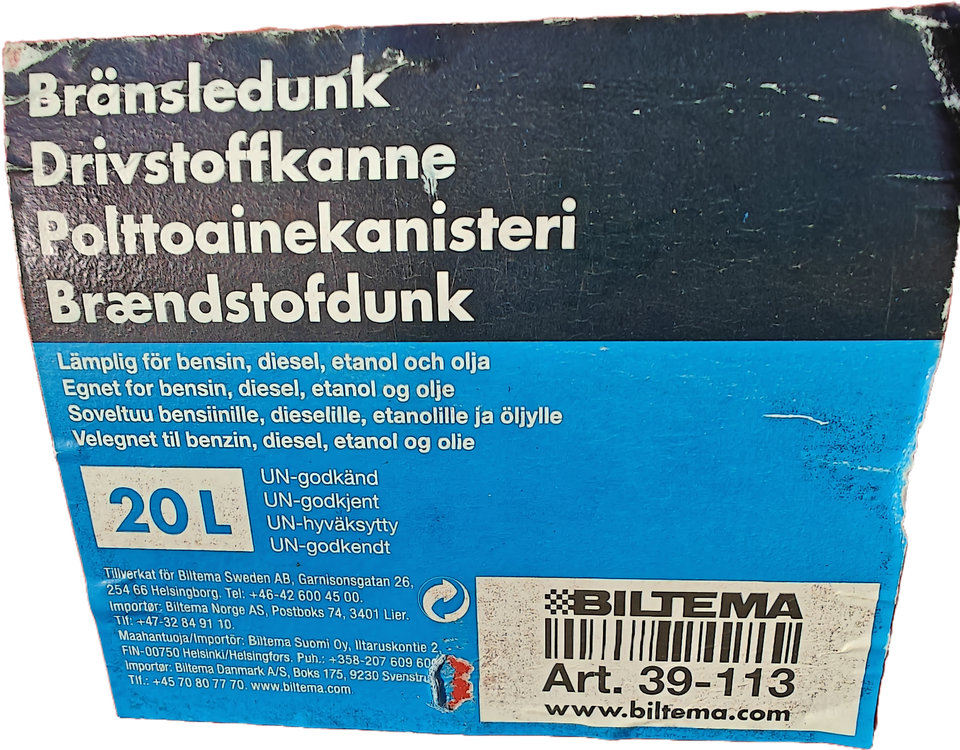 Bränsledunk
Drivstoffkanne
Polttoainekanisteri
Brændstofdunk
Lämplig för bensin, diesel, etanol och olja
Egnet for bensin, diesel, etanol og olje
Soveltuu bensiinille, dieselille, etanolille ja öljylle
Velegnet til benzin, diesel, etanol og olie
20 L
UN-godkänd
UN-godkjent
UN-hyväksytty
UN-godkendt
Tillverkat för Biltema Sweden AB, Garnisonsgatan 26,
254 66 Helsingborg. Tel: +46-42 600 45 00.
Importør: Biltema Norge AS, Postboks 74, 3401 Lier.
Tlf: +47-32 84 91 10.
Maahantuoja/Importör: Biltema Suomi Oy, Iltaruskontie 2,
FIN-00750 Helsinki/Helsingfors. Puh.: +358-207 609 60
Importør: Biltema Danmark A/S, Boks 175, 9230 Svenstru
Tlf.: +45 70 80 77 70. www.biltema.com
BILTEMA
Art. 39-113
www.biltema.com